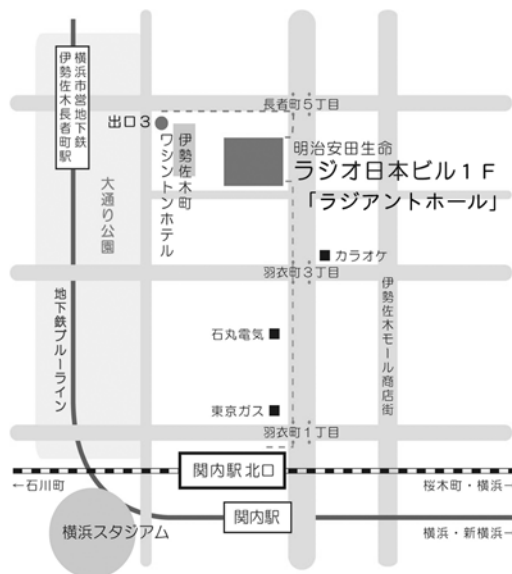 横浜市営地下鉄
伊勢佐木長者町駅
長者町5丁目
出口3
伊勢佐木町
ワシントンホテル
明治安田生命
ラジオ日本ビル1F
「ラジアントホール」
大通り公園
カラオケ
羽衣町3丁目
地下鉄ブルーライン
伊勢佐木モール商店街
石丸電気
東京ガス
羽衣町1丁目
関内駅北口
←石川町
桜木町・横浜→
関内駅
横浜スタジアム
横浜・新横浜→